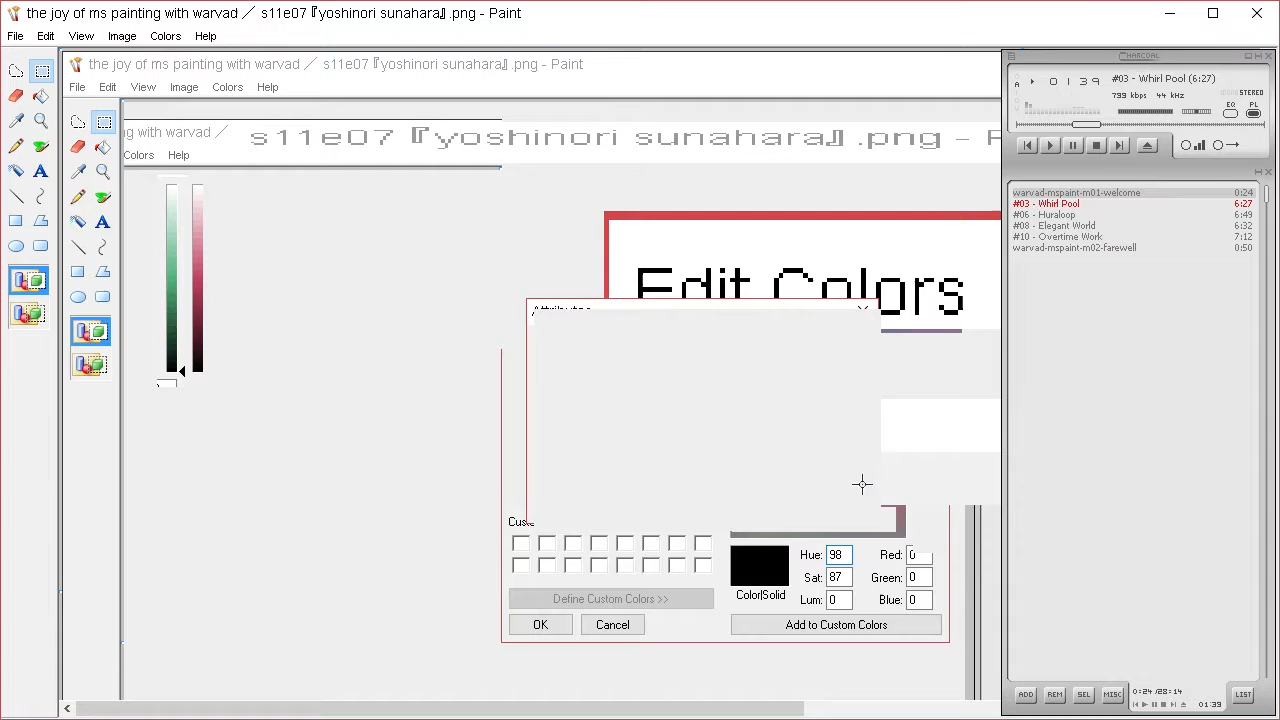 the joy of ms painting with warvad ／ s11e07『yoshinori sunahara』.png - Paint
File Edit View Image Colors Help
the joy of ms painting with warvad ／ s11e07『yoshinori sunahara』.png - Paint
File Edit View Image Colors Help
ng with warvad ／ s11e07『yoshinori sunahara』.png - P
Colors Help
Edit Colors
Hue: 98 Red: 0
Sat: 87 Green: 0
Color|Solid Lum: 0 Blue: 0
Define Custom Colors >>
OK Cancel Add to Custom Colors
CHARCOAL
01:39 #03 - Whirl Pool (6:27)
799 kbps 44 kHz STEREO
EQ PL
warvad-mspaint-m01-welcome 0:24
#03 - Whirl Pool 6:27
#06 - Huraloop 6:49
#08 - Elegant World 6:32
#10 - Overtime Work 7:12
warvad-mspaint-m02-farewell 0:50
ADD REM SEL MISC 0:24/28:14 01:39 LIST